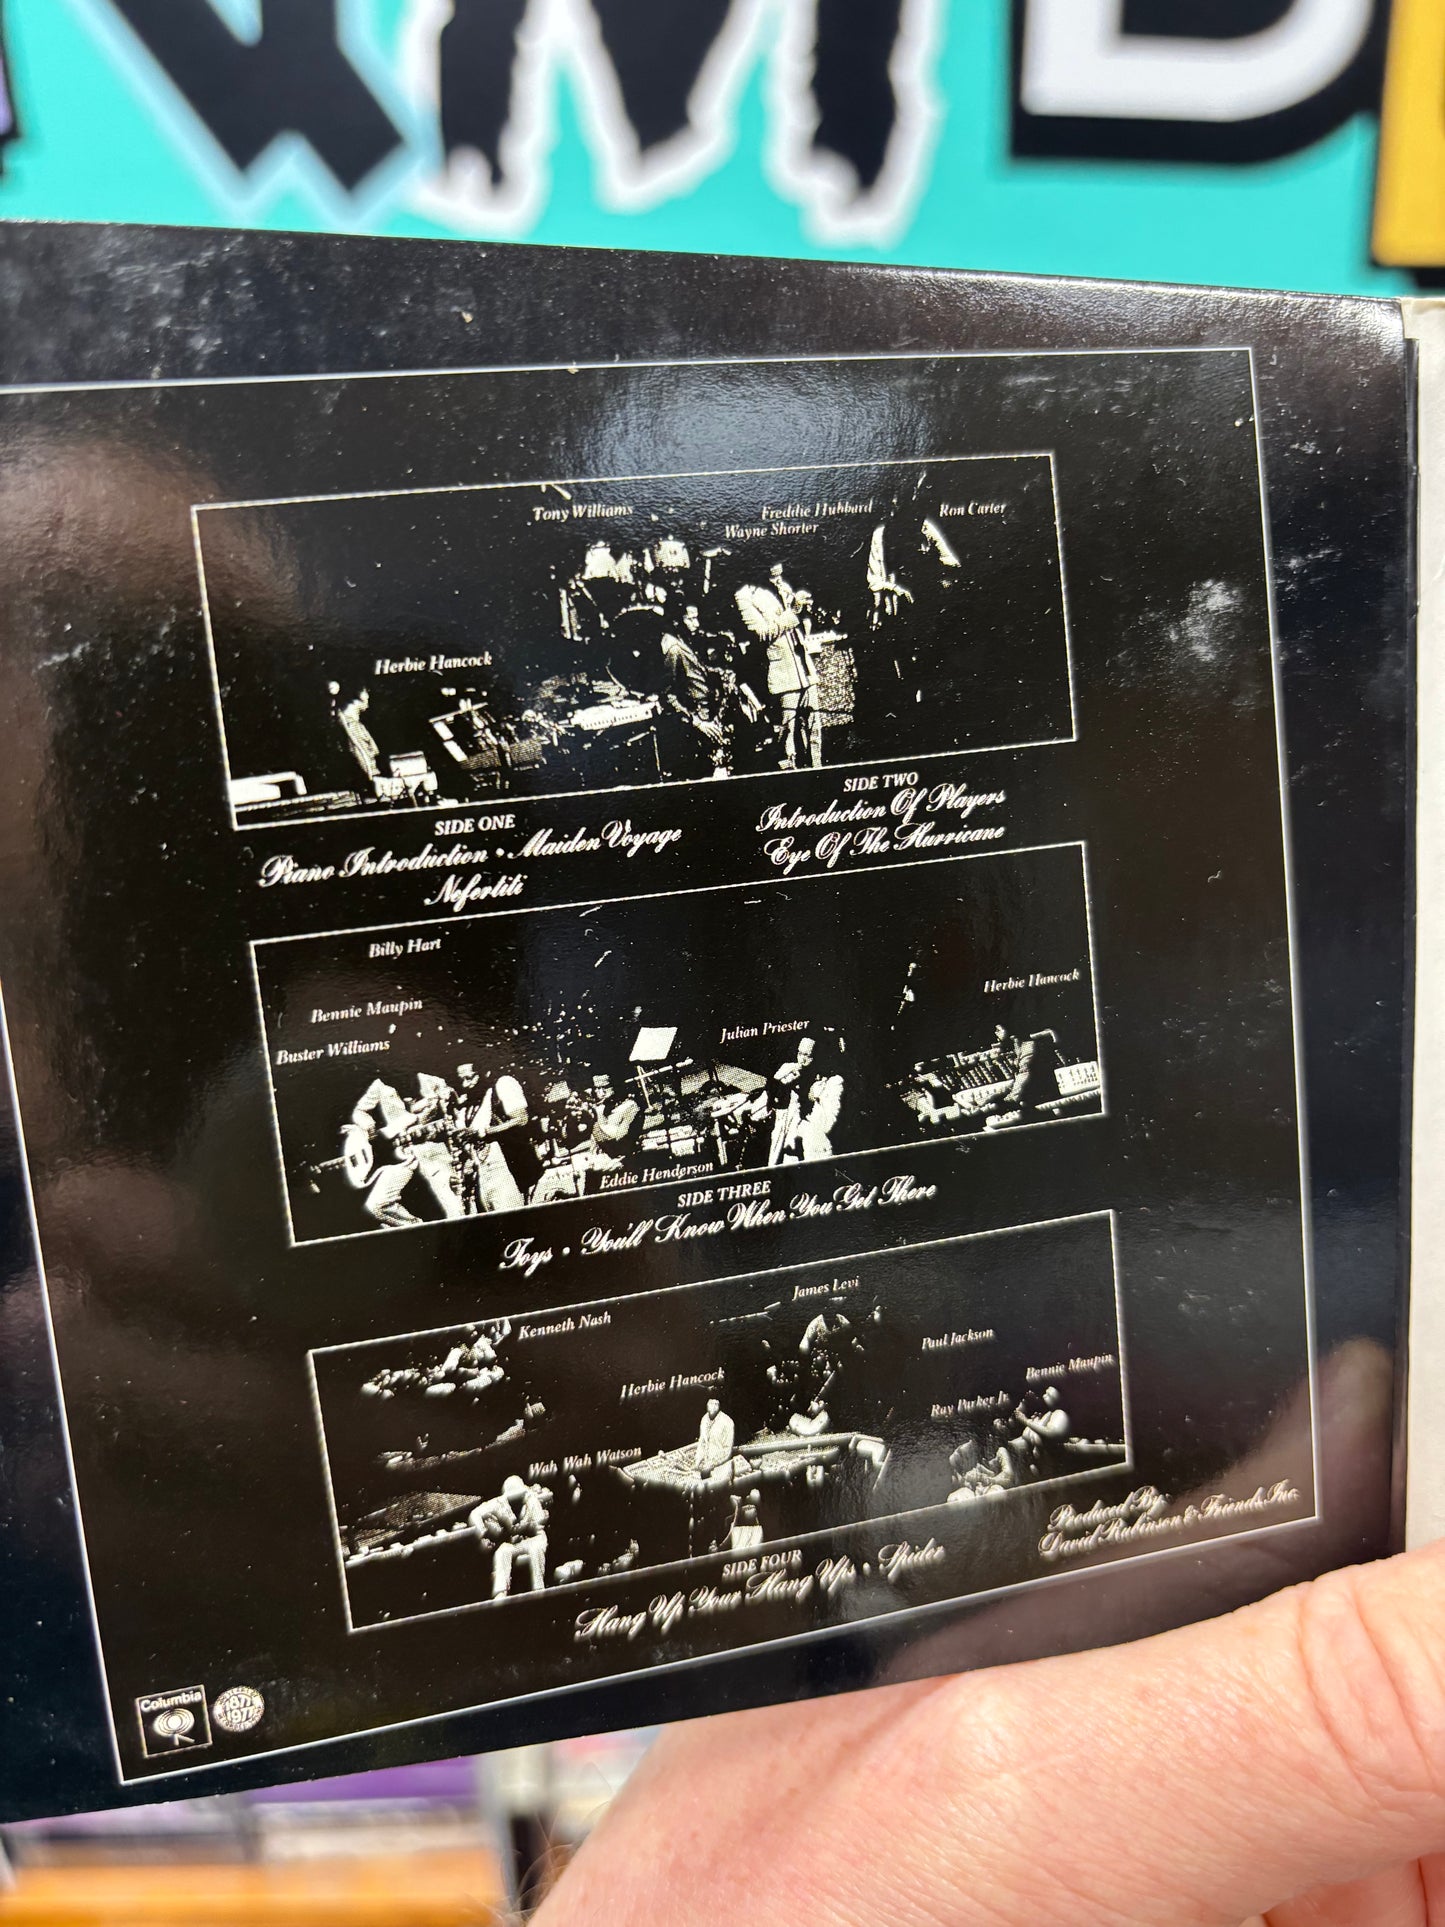 Tony Williams
Freddie Hubbard
Ron Carter
Wayne Shorter
Herbie Hancock
SIDE ONE
Piano Introduction • Maiden Voyage
Nefertiti
SIDE TWO
Introduction Of Players
Eye Of The Hurricane
Billy Hart
Bennie Maupin
Buster Williams
Julian Priester
Herbie Hancock
Eddie Henderson
SIDE THREE
Toys • You'll Know When You Get There
James Levi
Kenneth Nash
Paul Jackson
Herbie Hancock
Bennie Maupin
Ray Parker Jr.
Wah Wah Watson
SIDE FOUR
Hang Up Your Hang Ups • Spider
Produced By:
David Rubinson & Friends, Inc.
Columbia
1877
1977